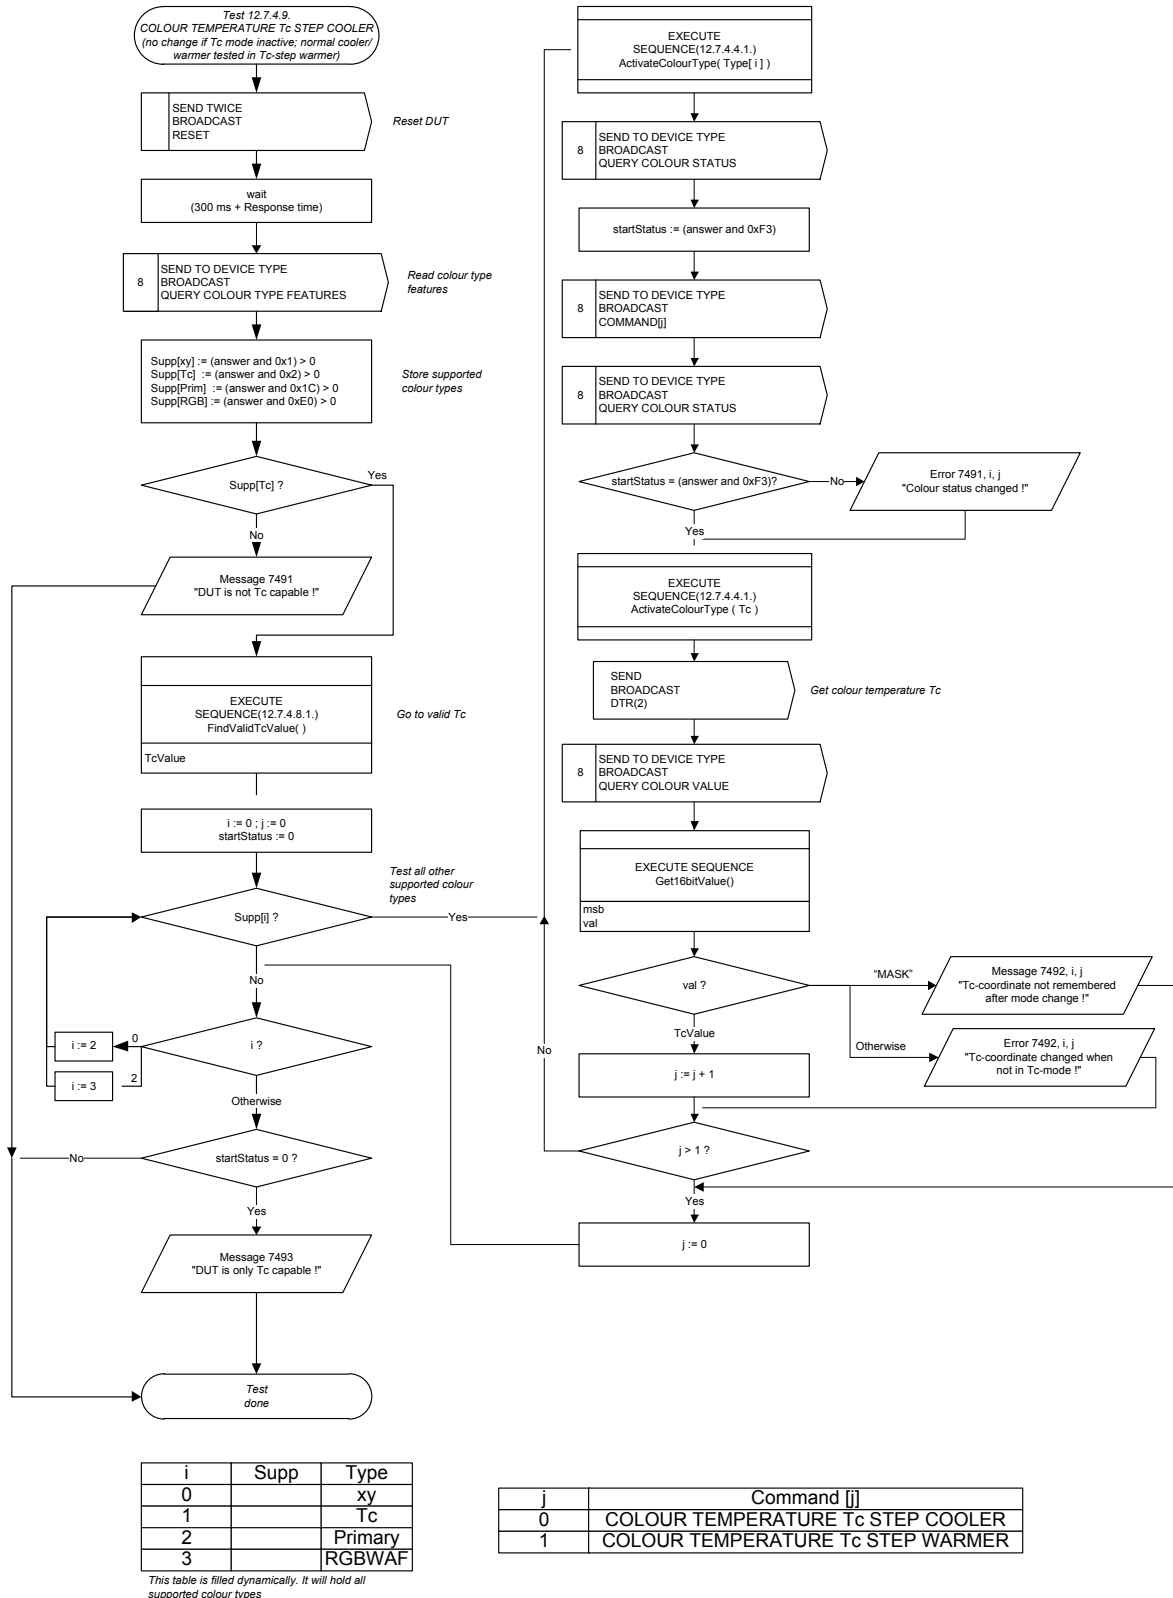 Test 12.7.4.9.
COLOUR TEMPERATURE Tc STEP COOLER
(no change if Tc mode inactive; normal cooler/
warmer tested in Tc-step warmer)
SEND TWICE
BROADCAST
RESET
Reset DUT
wait
(300 ms + Response time)
8
SEND TO DEVICE TYPE
BROADCAST
QUERY COLOUR TYPE FEATURES
Read colour type
features
Supp[xy] := (answer and 0x1) > 0
Supp[Tc] := (answer and 0x2) > 0
Supp[Prim] := (answer and 0x1C) > 0
Supp[RGB] := (answer and 0xE0) > 0
Store supported
colour types
Supp[Tc] ?
Yes
No
Message 7491
"DUT is not Tc capable !"
EXECUTE
SEQUENCE(12.7.4.8.1.)
FindValidTcValue( )
TcValue
Go to valid Tc
i := 0 ; j := 0
startStatus := 0
Test all other
supported colour
types
Supp[i] ?
Yes
No
i ?
0
i := 2
2
i := 3
Otherwise
startStatus = 0 ?
No
Yes
Message 7493
"DUT is only Tc capable !"
Test
done
EXECUTE
SEQUENCE(12.7.4.4.1.)
ActivateColourType( Type[ i ] )
8
SEND TO DEVICE TYPE
BROADCAST
QUERY COLOUR STATUS
startStatus := (answer and 0xF3)
8
SEND TO DEVICE TYPE
BROADCAST
COMMAND[j]
8
SEND TO DEVICE TYPE
BROADCAST
QUERY COLOUR STATUS
startStatus = (answer and 0xF3)?
No
Error 7491, i, j
"Colour status changed !"
Yes
EXECUTE
SEQUENCE(12.7.4.4.1.)
ActivateColourType ( Tc )
SEND
BROADCAST
DTR(2)
Get colour temperature Tc
8
SEND TO DEVICE TYPE
BROADCAST
QUERY COLOUR VALUE
EXECUTE SEQUENCE
Get16bitValue()
msb
val
val ?
“MASK”
Message 7492, i, j
"Tc-coordinate not remembered
after mode change !"
TcValue
Otherwise
Error 7492, i, j
"Tc-coordinate changed when
not in Tc-mode !"
No
j := j + 1
j > 1 ?
Yes
j := 0
i Supp Type
0 xy
1 Tc
2 Primary
3 RGBWAF
This table is filled dynamically. It will hold all
supported colour types
j Command [j]
0 COLOUR TEMPERATURE Tc STEP COOLER
1 COLOUR TEMPERATURE Tc STEP WARMER